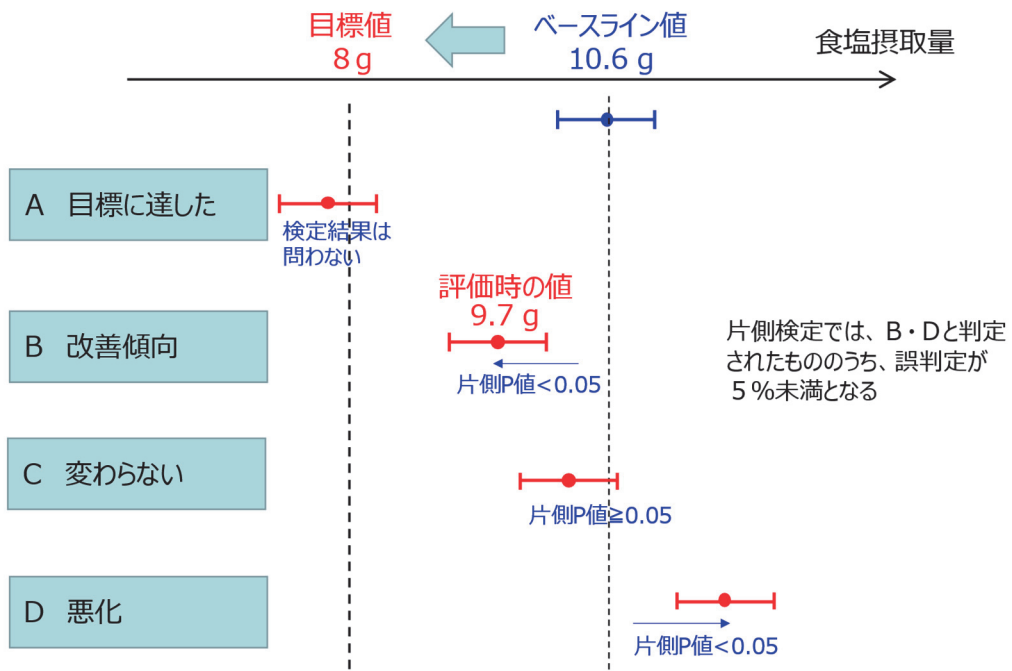 目標値
8 g
ベースライン値
10.6 g
食塩摂取量
A 目標に達した
検定結果は
問わない
評価時の値
9.7 g
B 改善傾向
片側P値<0.05
片側検定では、B・Dと判定
されたもののうち、誤判定が
5%未満となる
C 変わらない
片側P値≧0.05
D 悪化
片側P値<0.05